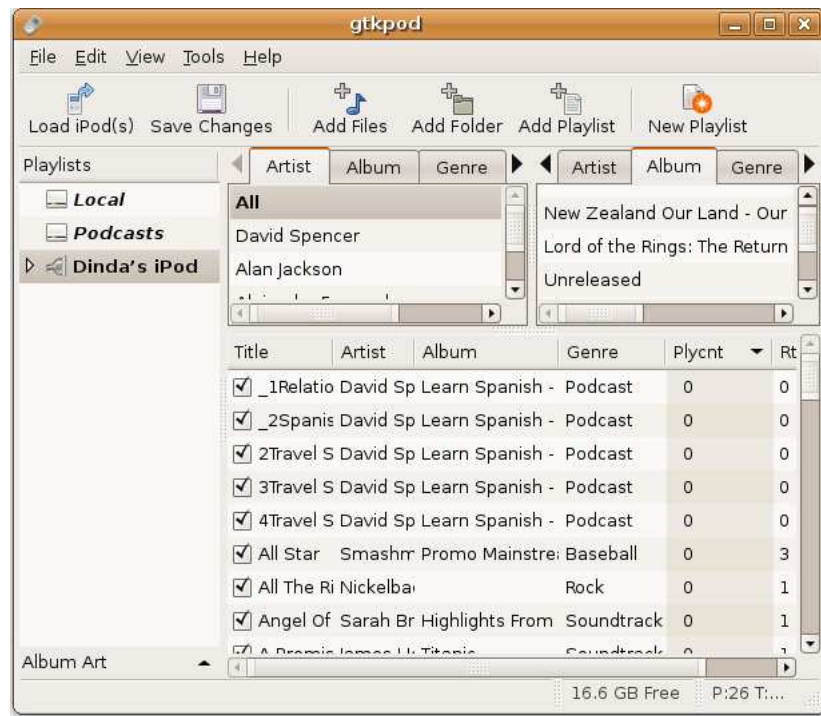 gtkpod
File Edit View Tools Help
Load iPod(s) Save Changes Add Files Add Folder Add Playlist New Playlist
Playlists
Local
Podcasts
Dinda's iPod
Artist Album Genre
All
David Spencer
Alan Jackson
Artist Album Genre
New Zealand Our Land - Our
Lord of the Rings: The Return
Unreleased
Title Artist Album Genre Plycnt Rt
_1Relatio David Sp Learn Spanish - Podcast 0 0
_2Spanis David Sp Learn Spanish - Podcast 0 0
2Travel S David Sp Learn Spanish - Podcast 0 0
3Travel S David Sp Learn Spanish - Podcast 0 0
4Travel S David Sp Learn Spanish - Podcast 0 0
All Star Smashm Promo Mainstre Baseball 0 3
All The Ri Nickelba Rock 0 1
Angel Of Sarah Br Highlights From Soundtrack 0 1
Titanic Soundtrack 0 1
Album Art
16.6 GB Free P:26 T:...